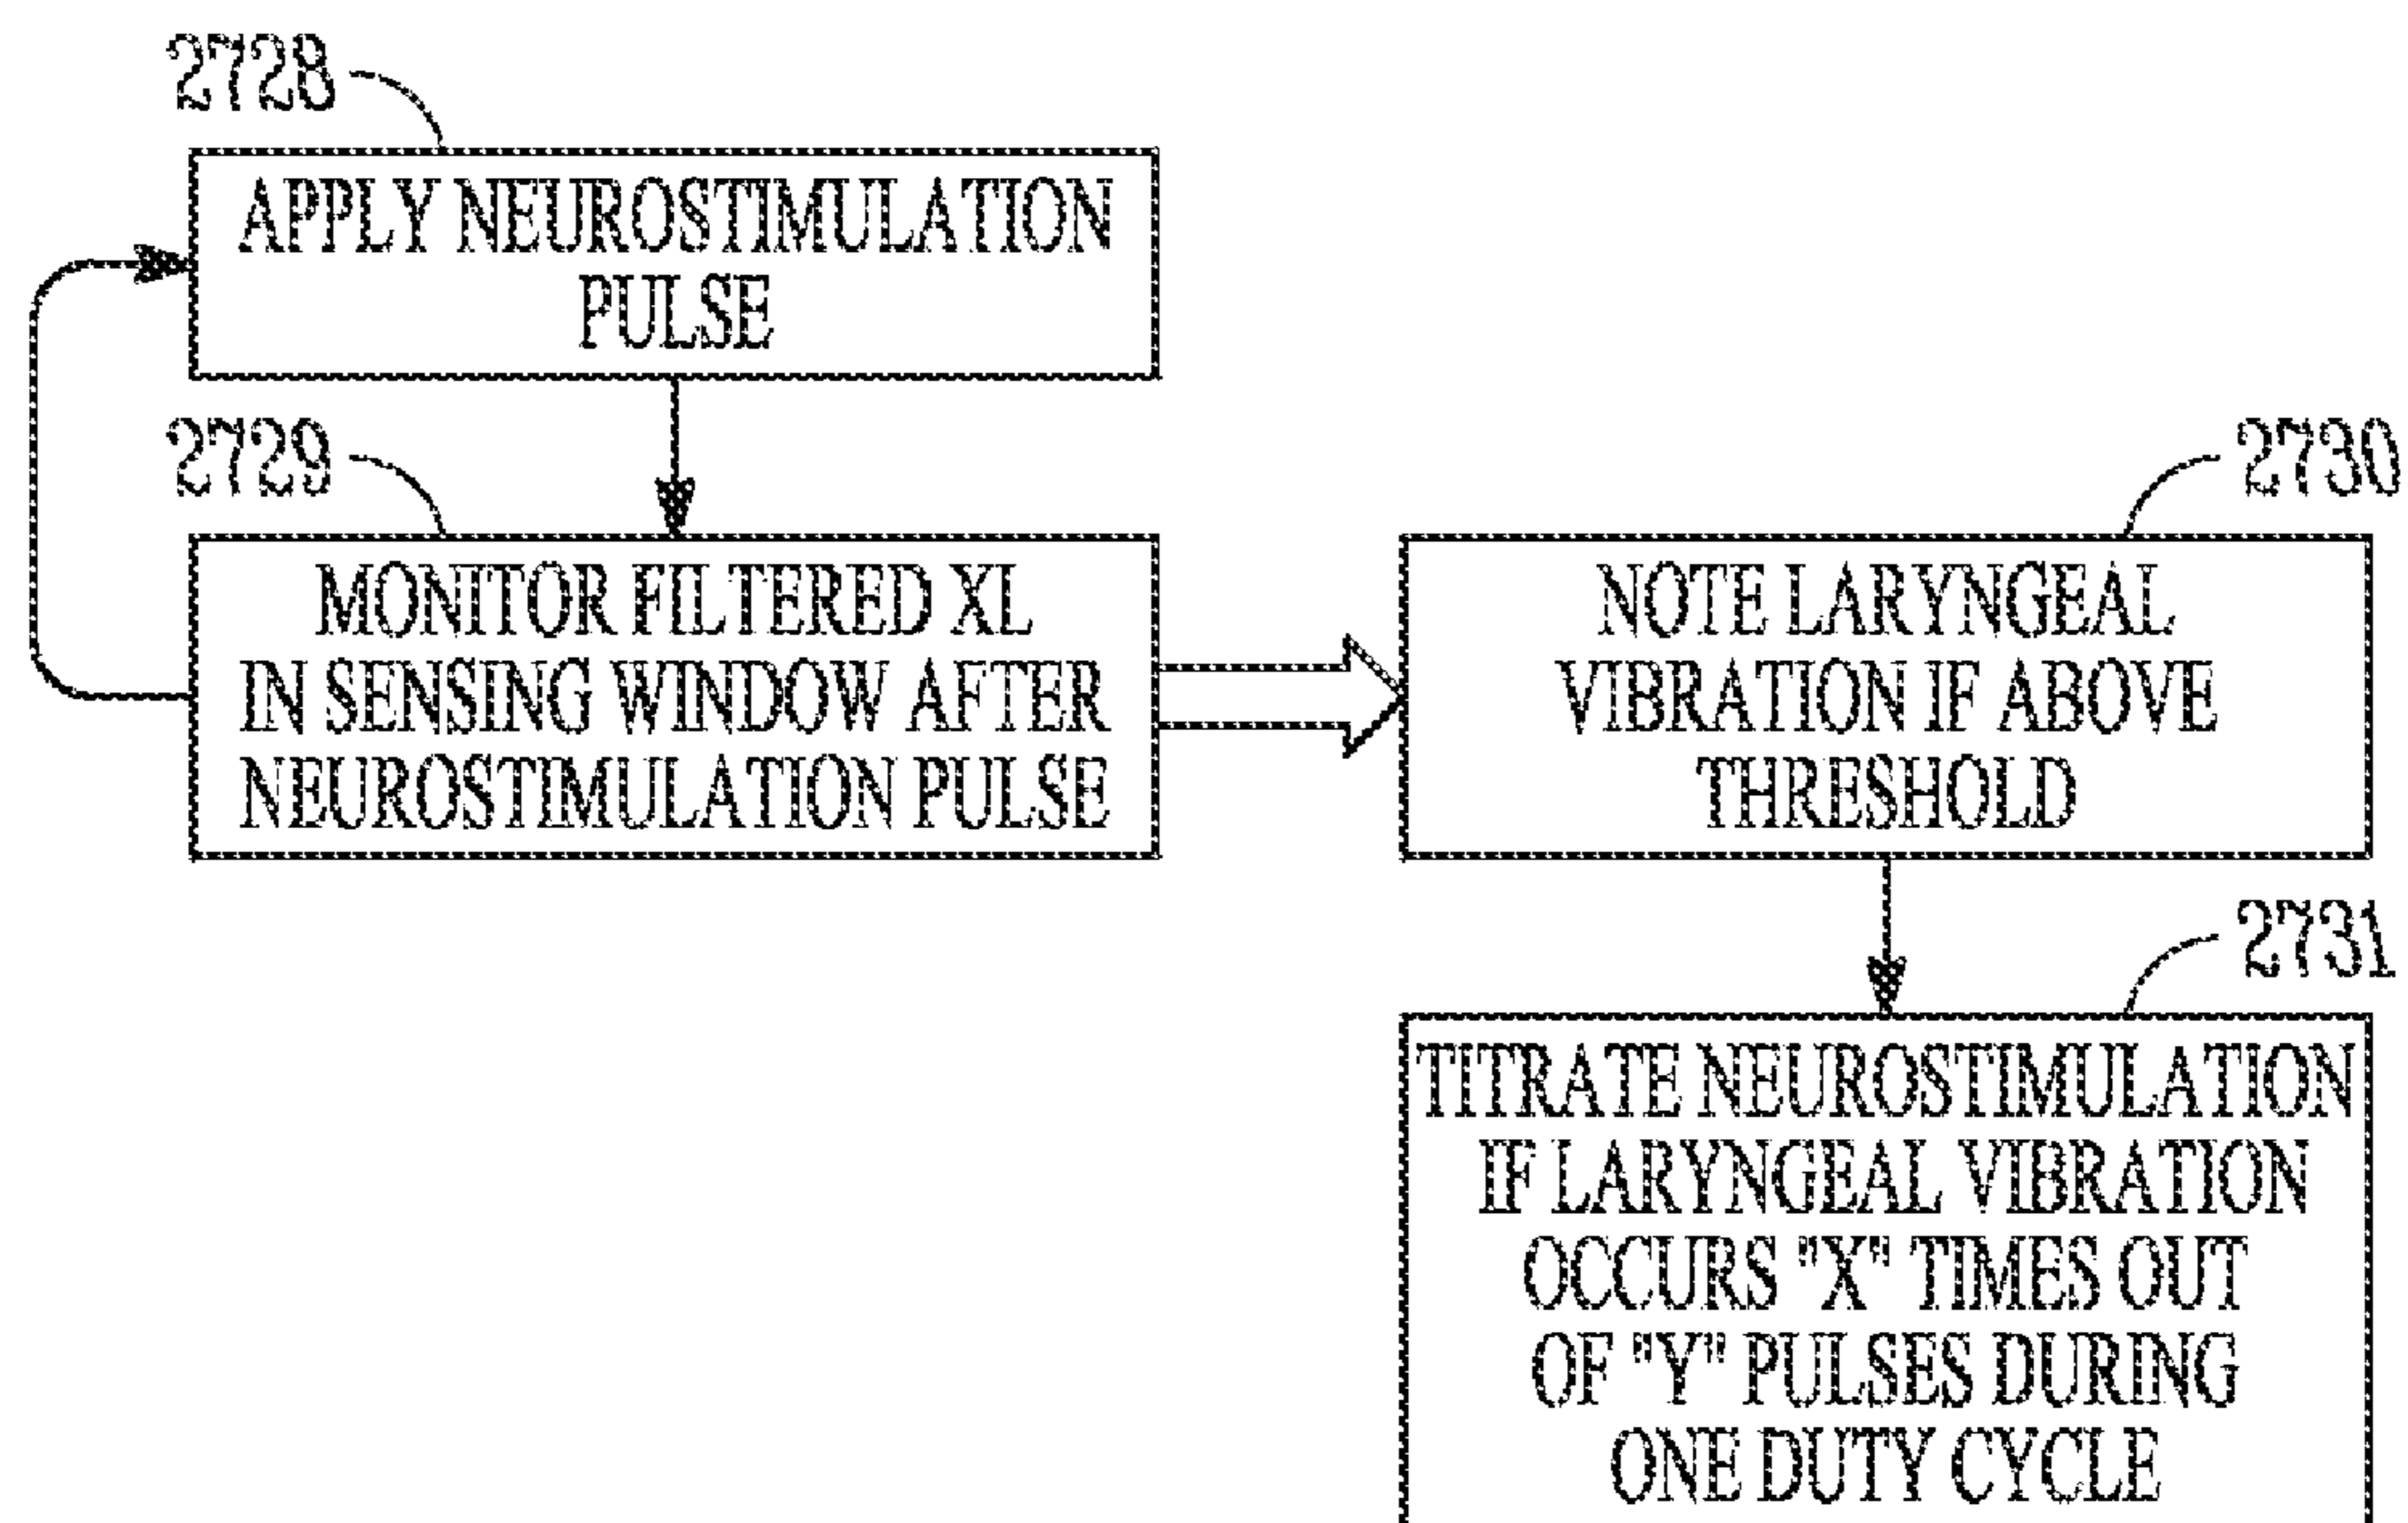 2728
APPLY NEUROSTIMULATION
PULSE
2729
MONITOR FILTERED XL
IN SENSING WINDOW AFTER
NEUROSTIMULATION PULSE
2730
NOTE LARYNGEAL
VIBRATION IF ABOVE
THRESHOLD
2731
TITRATE NEUROSTIMULATION
IF LARYNGEAL VIBRATION
OCCURS "X" TIMES OUT
OF "Y" PULSES DURING
ONE DUTY CYCLE